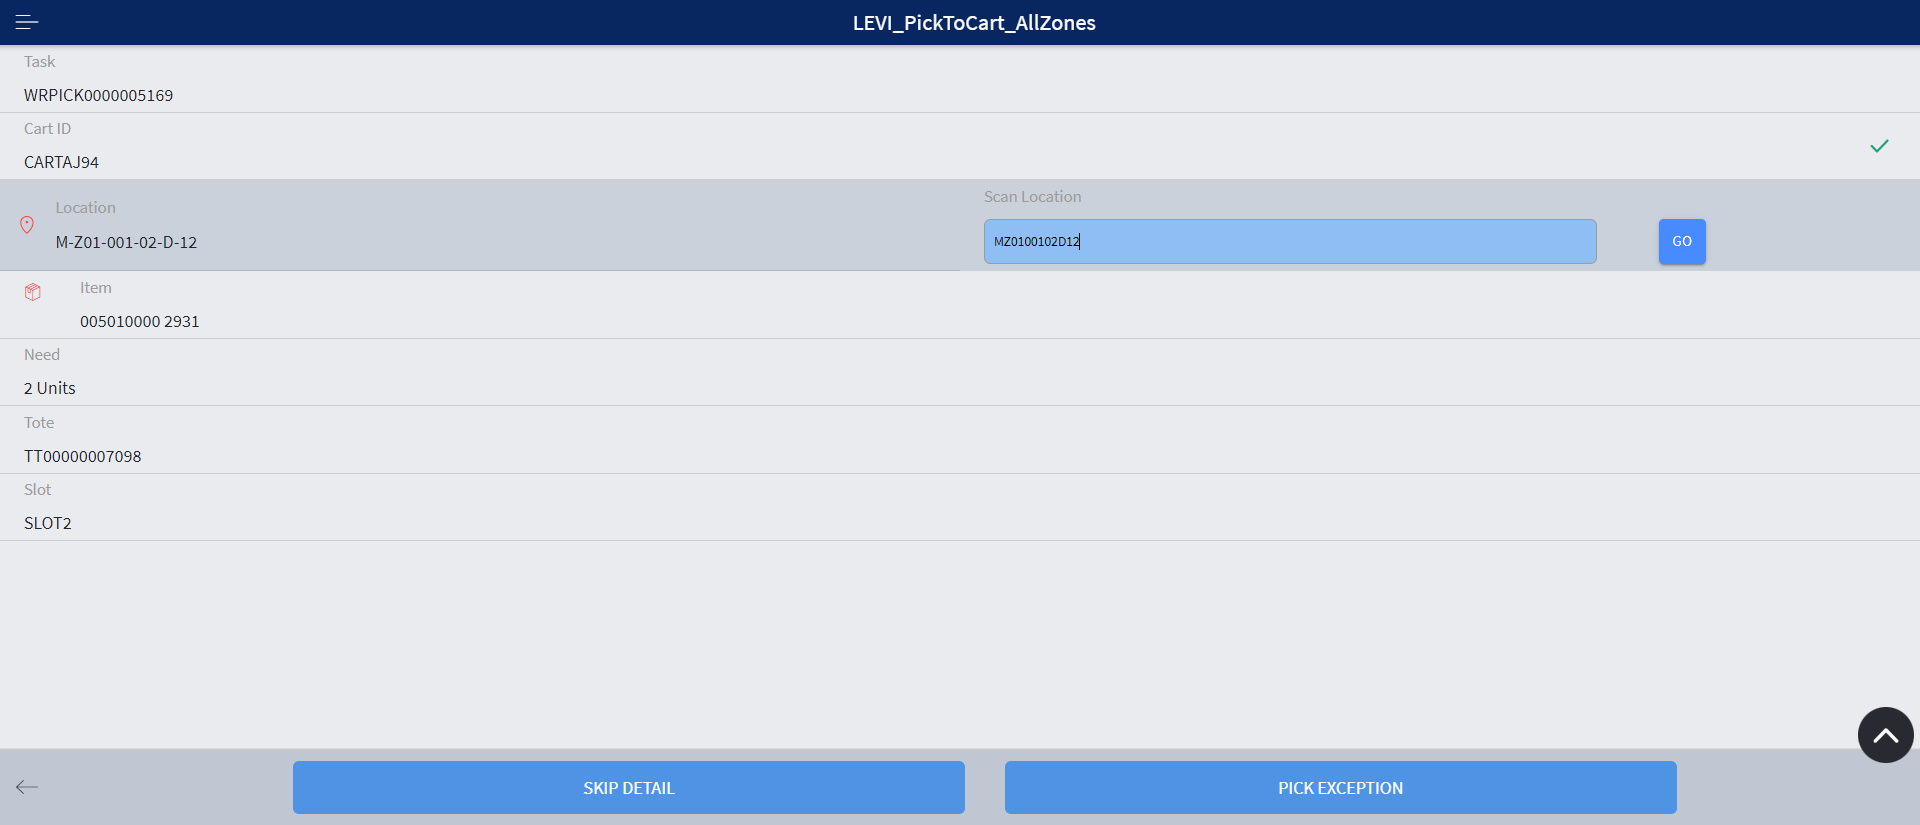 LEVI_PickToCart_AllZones
Task
WRPICK0000005169
Cart ID
CARTAJ94
Location
M-Z01-001-02-D-12
Scan Location
MZ0100102D12
GO
Item
005010000 2931
Need
2 Units
Tote
TT00000007098
Slot
SLOT2
SKIP DETAIL
PICK EXCEPTION